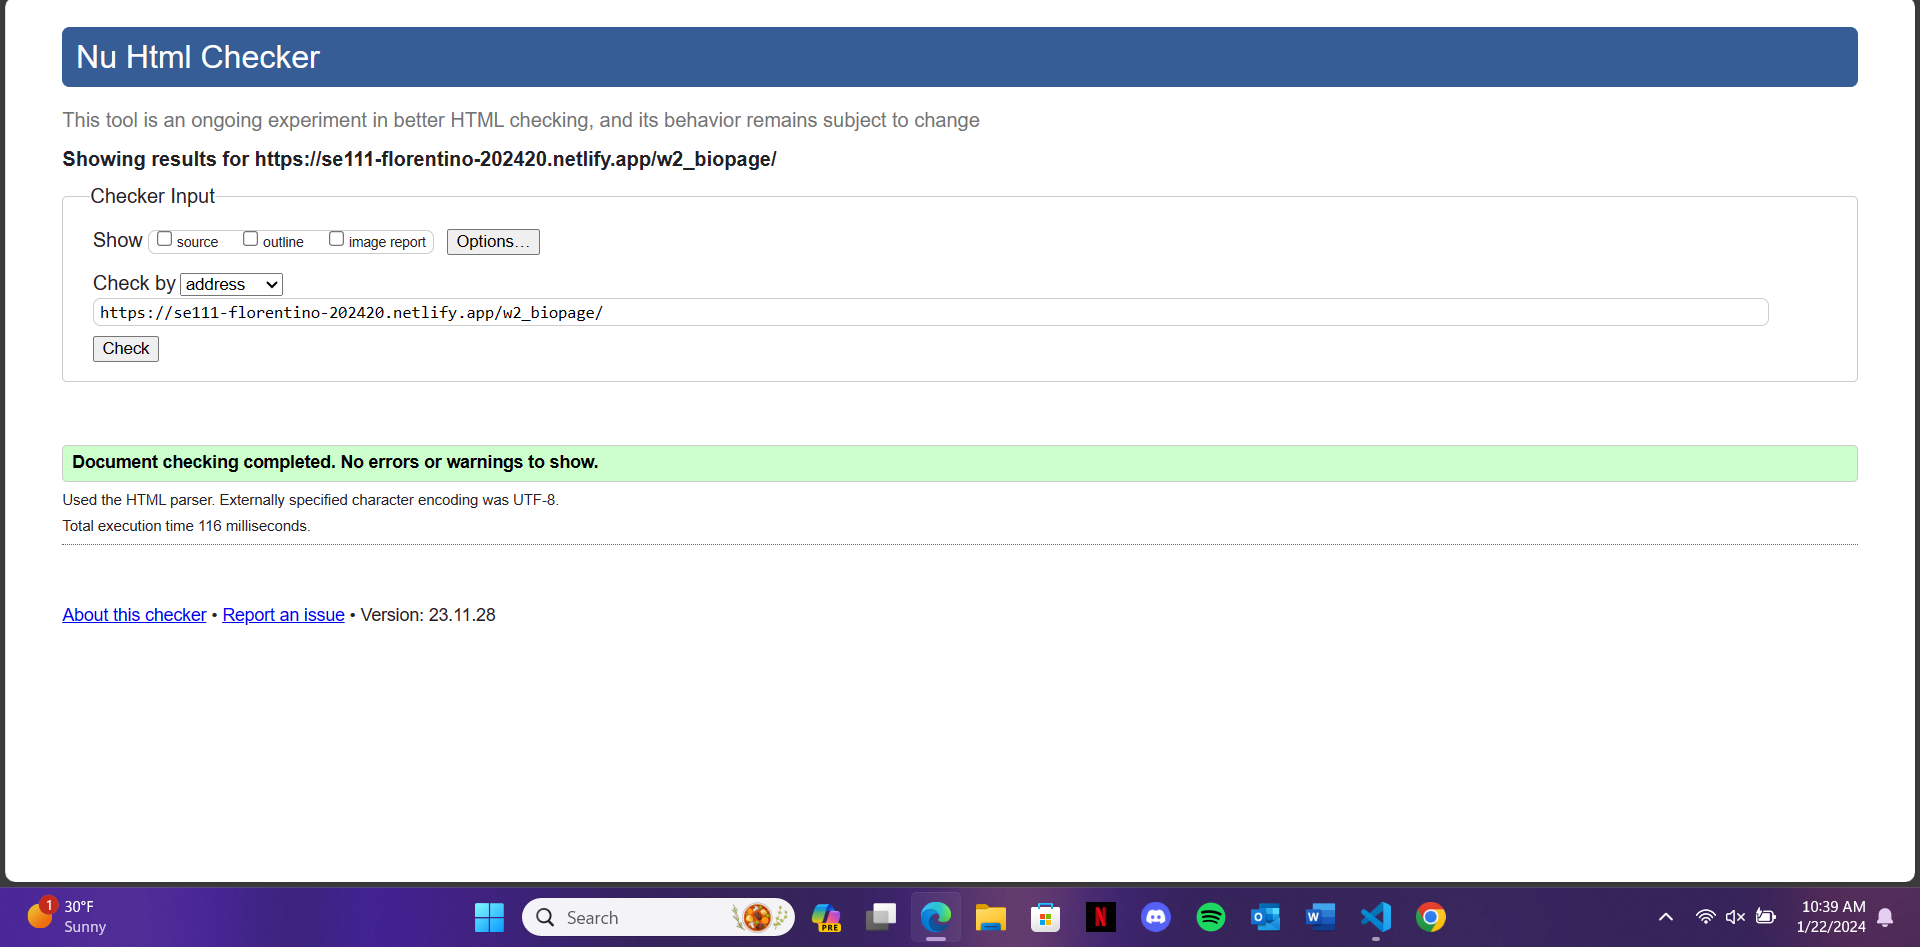 Nu Html Checker
This tool is an ongoing experiment in better HTML checking, and its behavior remains subject to change
Showing results for https://se111-florentino-202420.netlify.app/w2_biopage/
Checker Input
Show source outline image report Options...
Check by address
https://se111-florentino-202420.netlify.app/w2_biopage/
Check
Document checking completed. No errors or warnings to show.
Used the HTML parser. Externally specified character encoding was UTF-8.
Total execution time 116 milliseconds.
About this checker • Report an issue • Version: 23.11.28
1
30°F
Sunny
Search
PRE
N
O
W
10:39 AM
1/22/2024